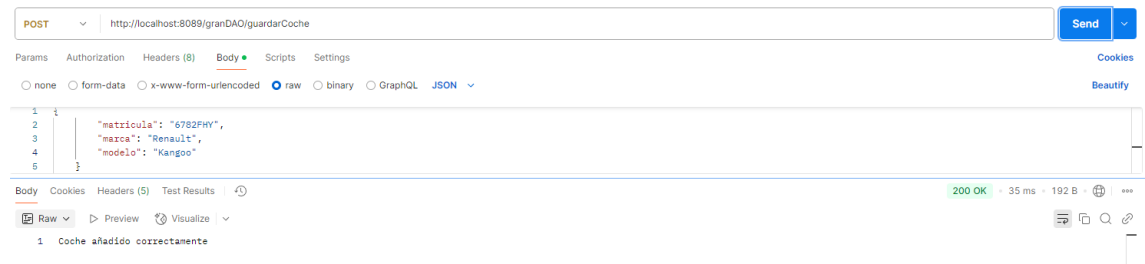 POST http://localhost:8089/granDAO/guardarCoche Send
Params Authorization Headers (8) Body Scripts Settings Cookies
none form-data x-www-form-urlencoded raw binary GraphQL JSON Beautify
1 {
2 "matricula": "6782FHY",
3 "marca": "Renault",
4 "modelo": "Kangoo"
5 }
Body Cookies Headers (5) Test Results 200 OK 35 ms 192 B
Raw Preview Visualize
1 Coche añadido correctamente